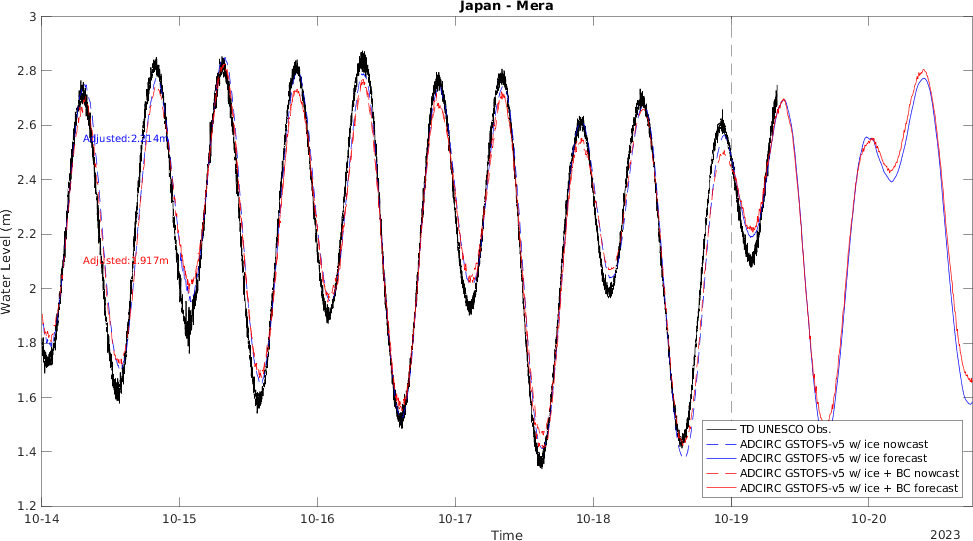 Japan - Mera
3
2.8
2.6
2.4
2.2
2
1.8
1.6
1.4
1.2
Water Level (m)
Adjusted:2.214m
Adjusted:1.917m
TD UNESCO Obs.
ADCIRC GSTOFS-v5 w/ ice nowcast
ADCIRC GSTOFS-v5 w/ ice forecast
ADCIRC GSTOFS-v5 w/ ice + BC nowcast
ADCIRC GSTOFS-v5 w/ ice + BC forecast
10-14 10-15 10-16 10-17 10-18 10-19 10-20
Time
2023